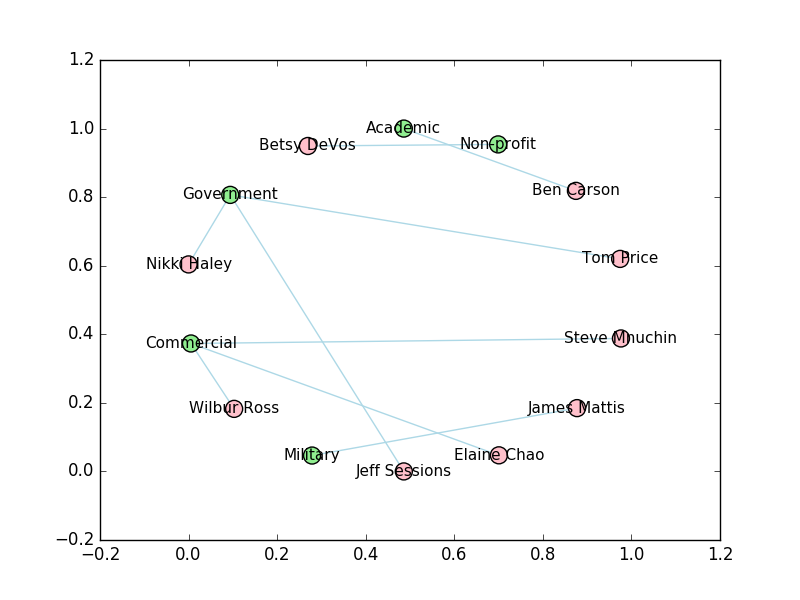 1.2
1.0
0.8
0.6
0.4
0.2
0.0
−0.2
Academic
Betsy DeVos
Non-profit
Ben Carson
Government
Tom Price
Nikki Haley
Steve Mnuchin
Commercial
Wilbur Ross
James Mattis
Military
Elaine Chao
Jeff Sessions
−0.2 0.0 0.2 0.4 0.6 0.8 1.0 1.2